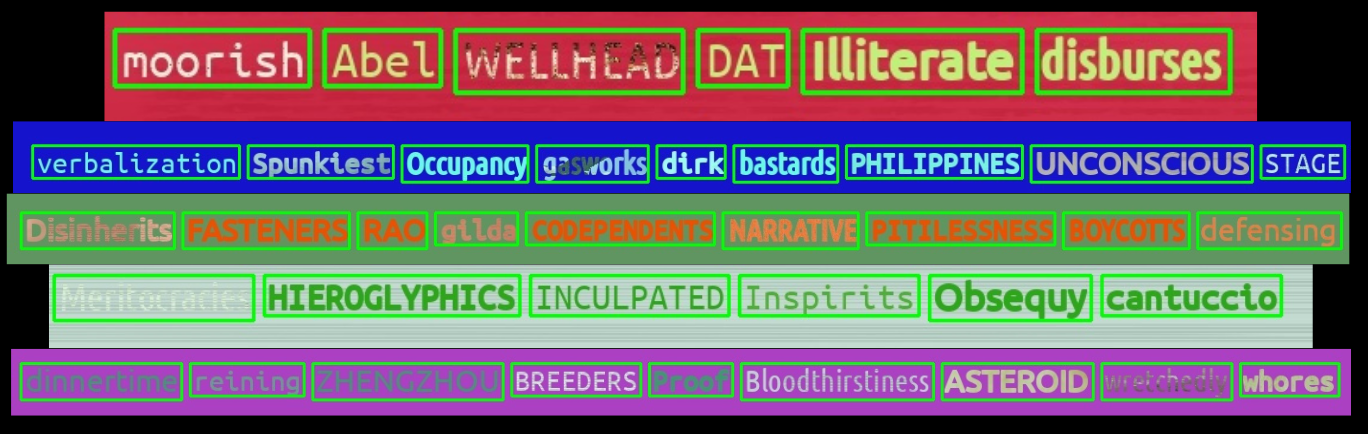 moorish Abel WELLHEAD DAT Illiterate disburses
verbalization Spunkiest Occupancy gasworks dirk bastards PHILIPPINES UNCONSCIOUS STAGE
Disinherits FASTENERS RAO gilda CODEPENDENTS NARRATIVE PITILESSNESS BOYCOTTS defensing
Meritocracies HIEROGLYPHICS INCULPATED Inspirits Obsequy cantuccio
dinnertime reining ZHENGZHOU BREEDERS Proof Bloodthirstiness ASTEROID wretchedly whores